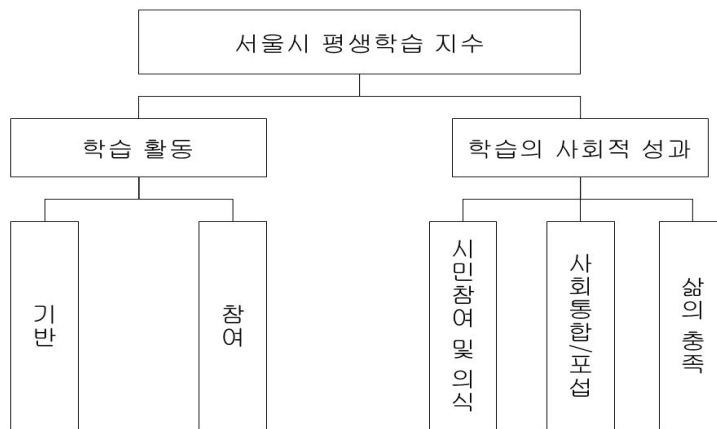 서울시 평생학습 지수
학습 활동
학습의 사회적 성과
기반
참여
시민참여 및 의식
사회통합/포섭
삶의 충족